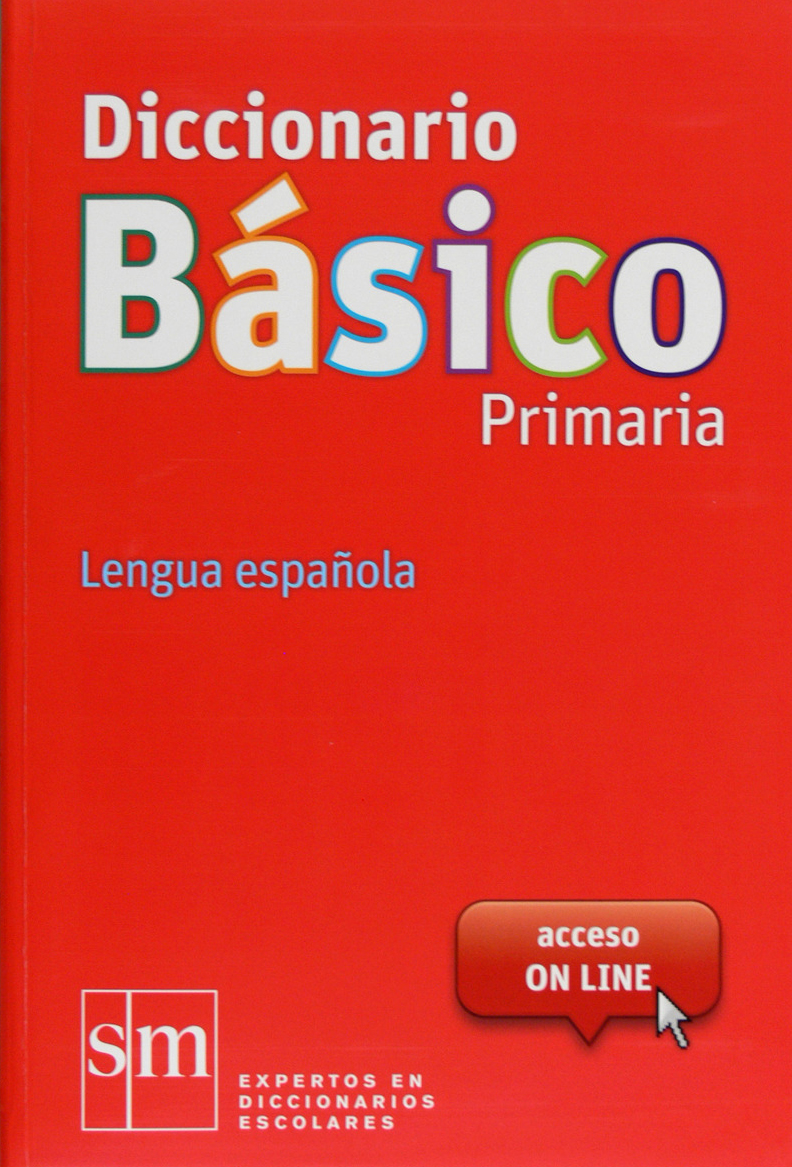 Diccionario
Básico
Primaria
Lengua española
acceso
ON LINE
sm
EXPERTOS EN
DICCIONARIOS
ESCOLARES